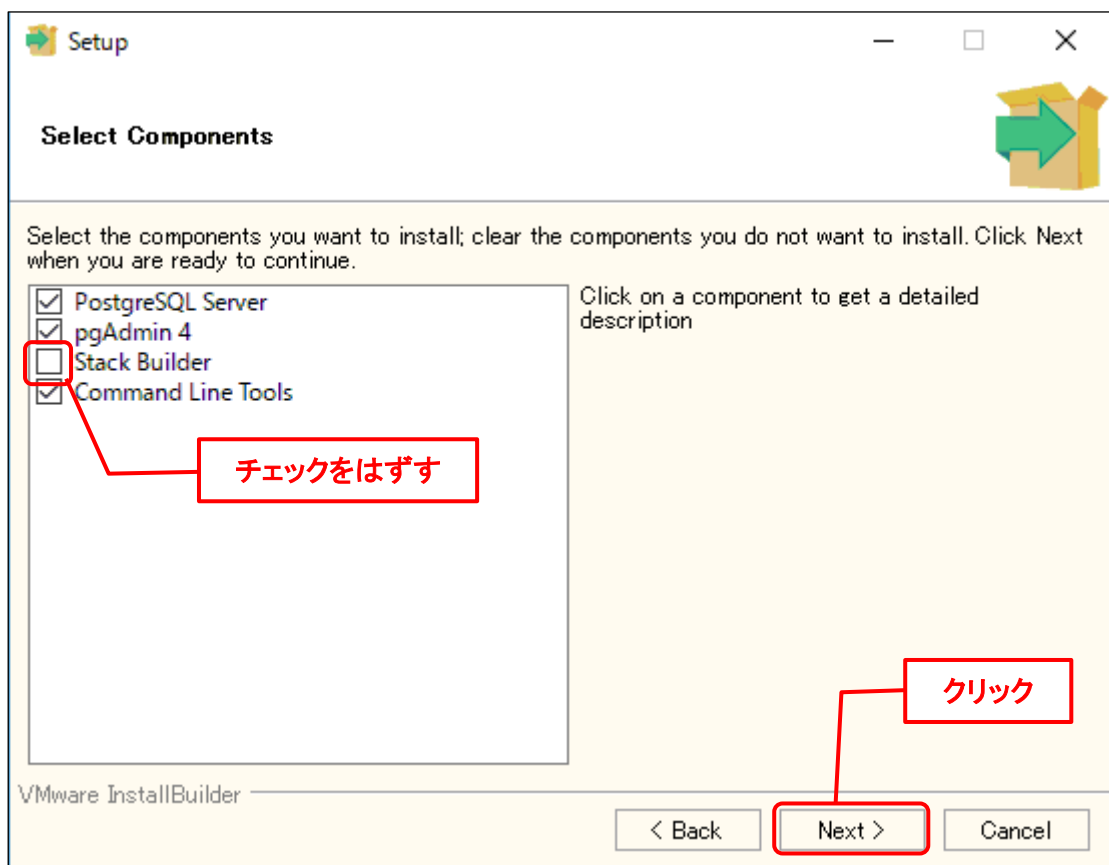 Setup
Select Components
Select the components you want to install; clear the components you do not want to install. Click Next
when you are ready to continue.
PostgreSQL Server
pgAdmin 4
Stack Builder
Command Line Tools
Click on a component to get a detailed
description
チェックをはずす
クリック
VMware InstallBuilder
< Back
Next >
Cancel